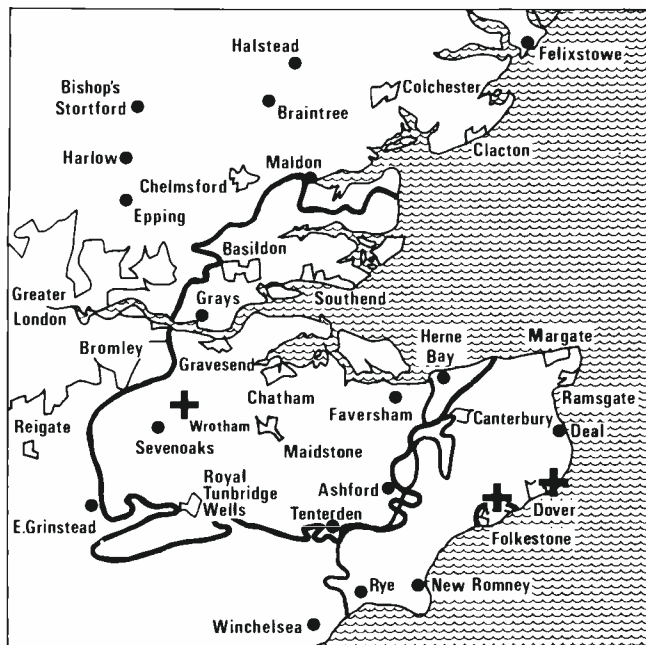 Halstead
Felixstowe
Bishop's
Stortford
Braintree
Colchester
Harlow
Maldon
Clacton
Chelmsford
Epping
Basildon
Greater
London
Grays
Southend
Bromley
Gravesend
Herne
Bay
Margate
Chatham
Ramsgate
Faversham
Canterbury
Reigate
Wrotham
Sevenoaks
Maidstone
Deal
Royal
Tunbridge
Wells
Ashford
E.Grinstead
Tenterden
Dover
Folkestone
Rye
New Romney
Winchelsea